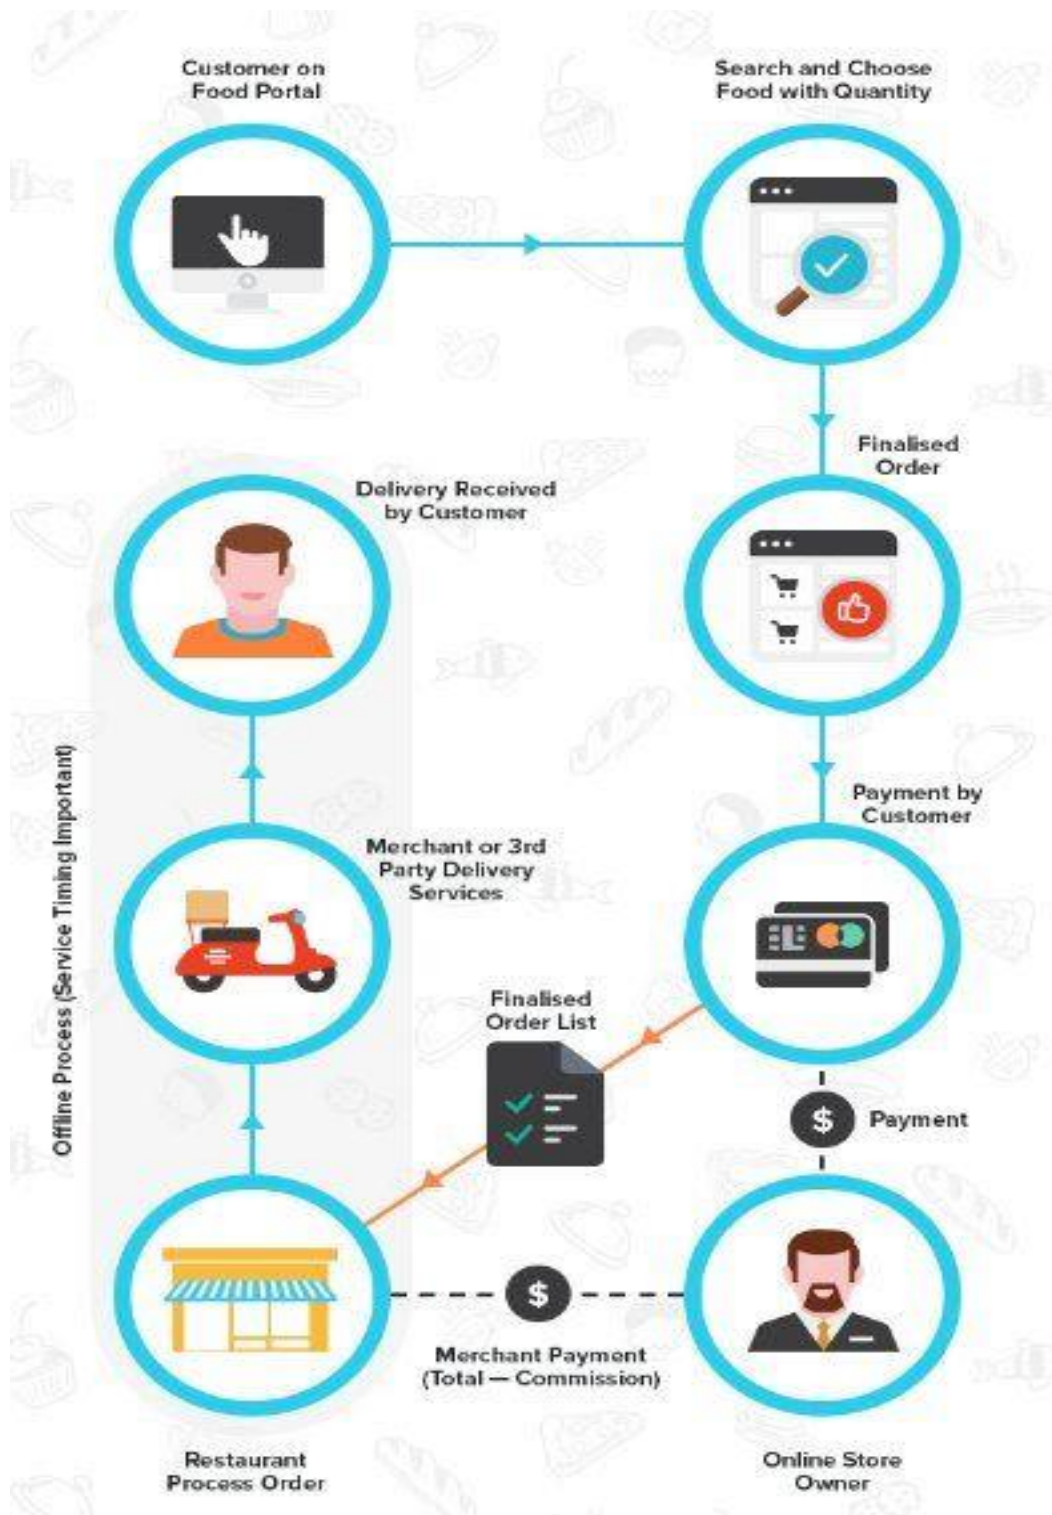 Customer on
Food Portal
Search and Choose
Food with Quantity
Finalised
Order
Delivery Received
by Customer
Payment by
Customer
Merchant or 3rd
Party Delivery
Services
Offline Process (Service Timing Important)
Finalised
Order List
$
Payment
$
Merchant Payment
(Total — Commission)
Restaurant
Process Order
Online Store
Owner